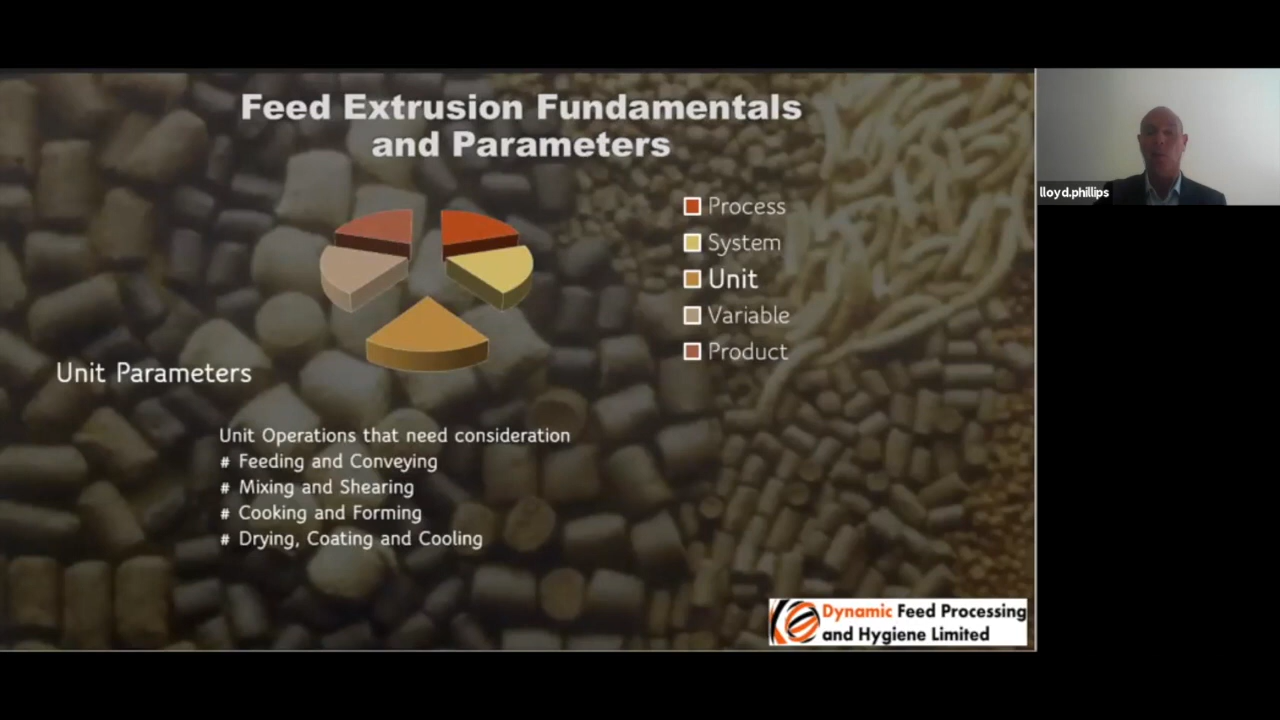 Feed Extrusion Fundamentals
and Parameters
Process
System
Unit
Variable
Product
Unit Parameters
Unit Operations that need consideration
# Feeding and Conveying
# Mixing and Shearing
# Cooking and Forming
# Drying, Coating and Cooling
Dynamic Feed Processing
and Hygiene Limited
lloyd.phillips